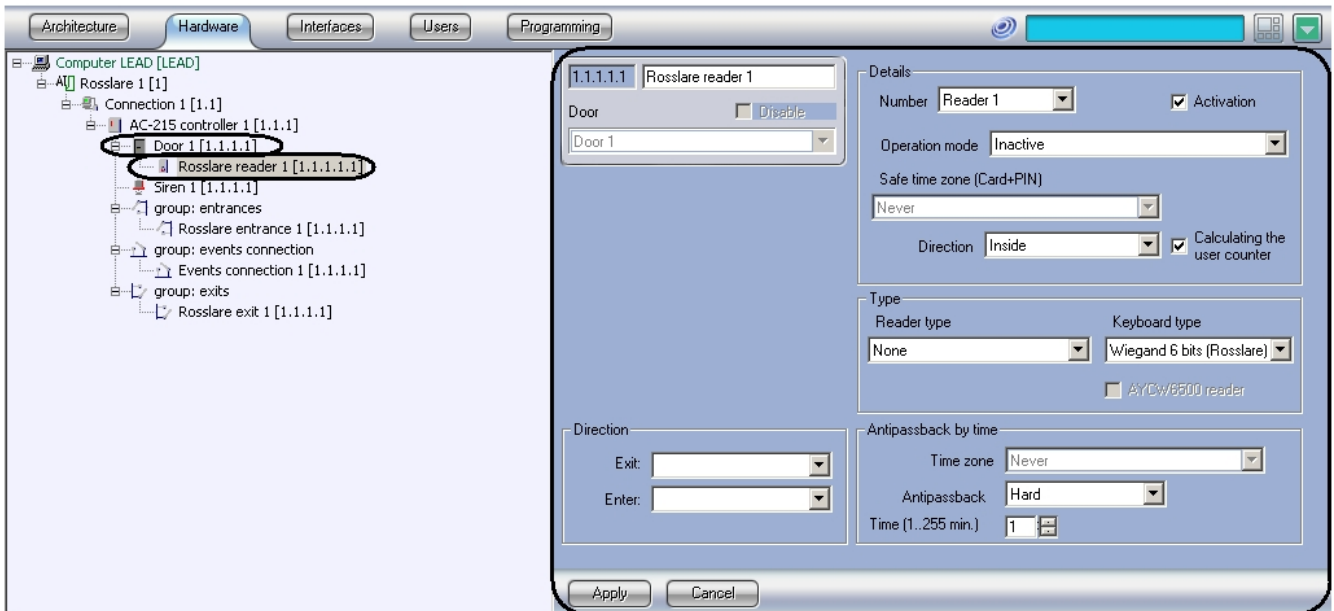 Architecture Hardware Interfaces Users Programming
Computer LEAD [LEAD]
Rosslare 1 [1]
Connection 1 [1.1]
AC-215 controller 1 [1.1.1]
Door 1 [1.1.1.1]
Rosslare reader 1 [1.1.1.1.1]
Siren 1 [1.1.1.1]
group: entrances
Rosslare entrance 1 [1.1.1.1]
group: events connection
Events connection 1 [1.1.1.1]
group: exits
Rosslare exit 1 [1.1.1.1]
1.1.1.1.1 Rosslare reader 1
Door Disable
Door 1
Details
Number Reader 1 Activation
Operation mode Inactive
Safe time zone (Card+PIN)
Never
Direction Inside Calculating the
user counter
Type
Reader type Keyboard type
None Wiegand 6 bits (Rosslare)
AYCW6500 reader
Direction
Exit:
Enter:
Antipassback by time
Time zone Never
Antipassback Hard
Time (1..255 min.) 1
Apply Cancel